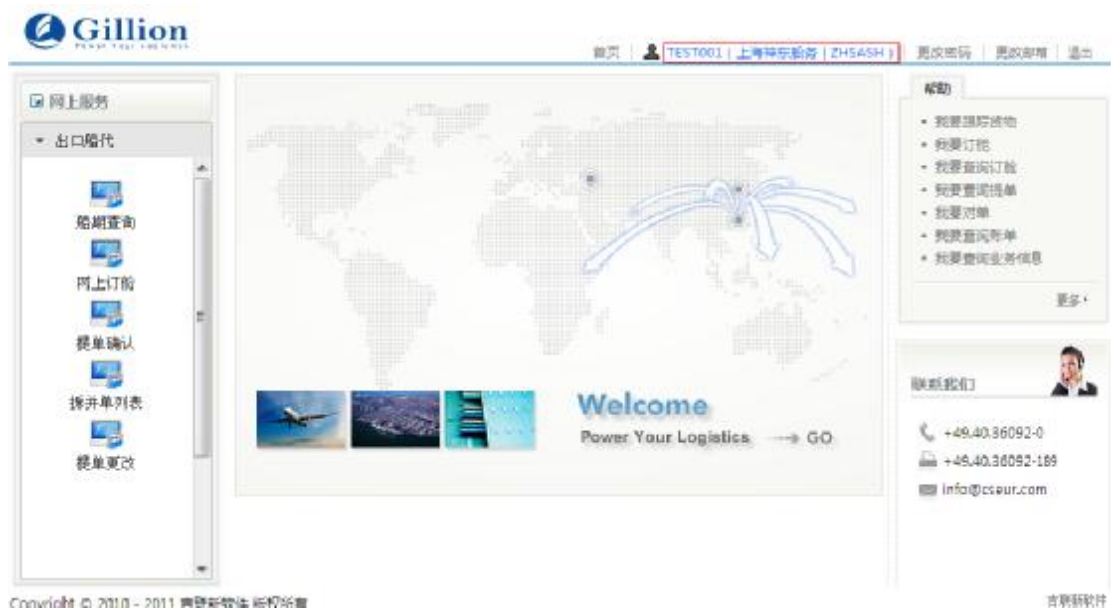 Gillion
Power Your Logistics
首页
TEST001 ( 上海 ( ZHSASH )
更改密码
更改邮箱
退出
网上服务
出口船代
船期查询
网上订舱
提单确认
拆并单列表
提单更改
Welcome
Power Your Logistics
GO
帮助
我要跟踪货物
我要订舱
我要查询订舱
我要查询提单
我要对单
我要查询账单
我要查询业务信息
更多
联系我们
+49.40.36092-0
+49.40.36092-189
info@cseur.com
Copyright © 2010 - 2011 吉联新软件 版权所有
吉联新软件